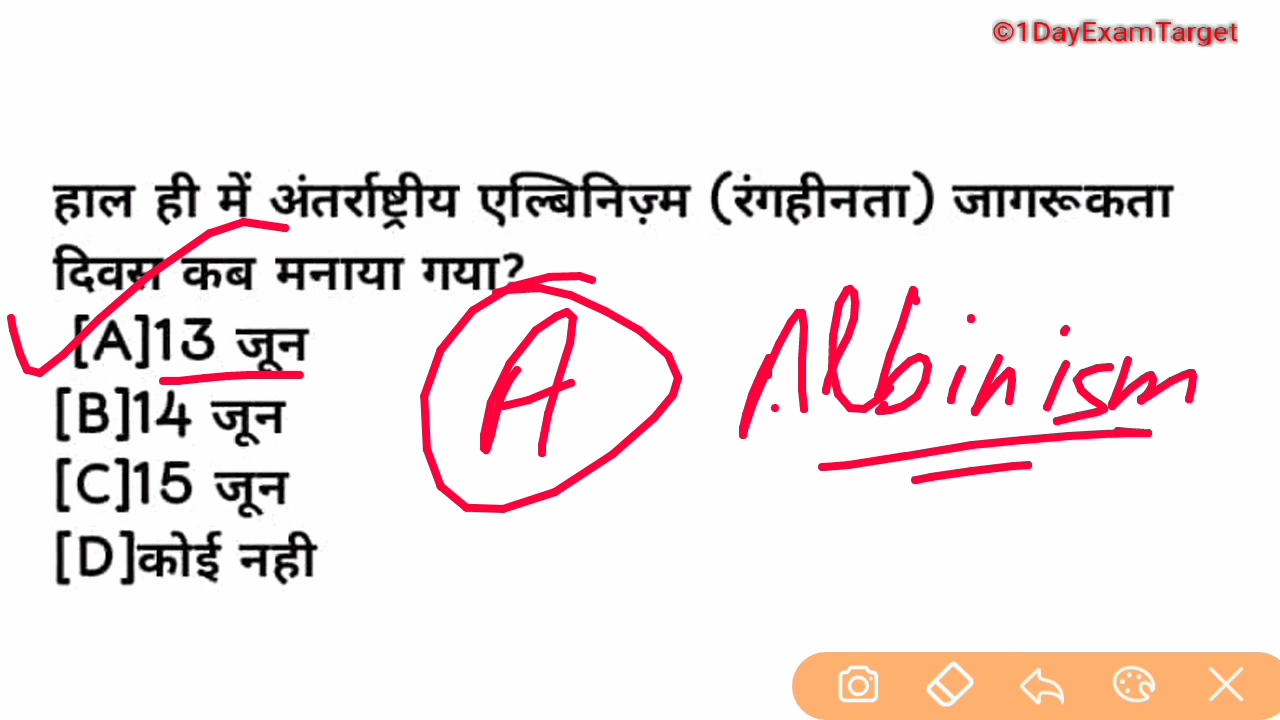 ©1DayExamTarget
हाल ही में अंतर्राष्ट्रीय एल्बिनिज़्म (रंगहीनता) जागरूकता
दिवस कब मनाया गया?
[A]13 जून
[B]14 जून
[C]15 जून
[D]कोई नही
A
Albinism